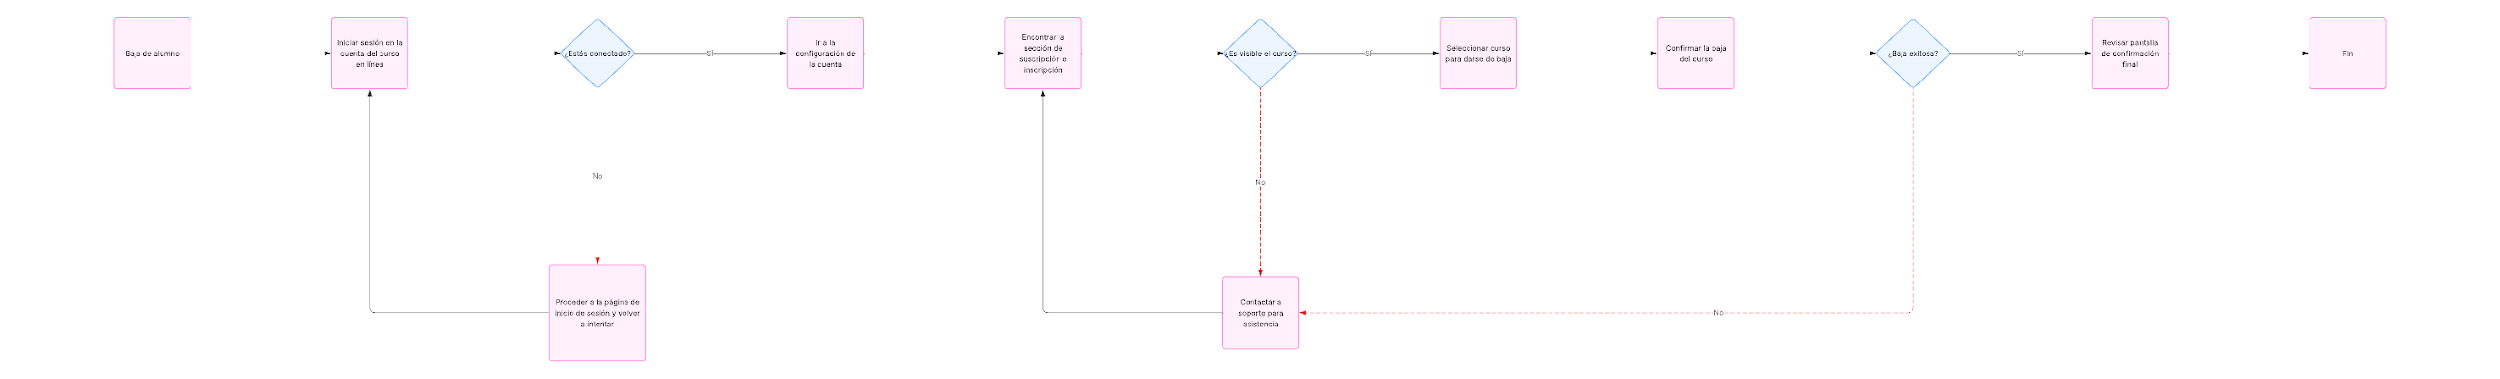 Baja de alumno
Iniciar sesión en la
cuenta del curso
en línea
¿Estás conectado?
Sí
Ir a la
configuración de
la cuenta
Encontrar la
sección de
suscripción o
inscripción
¿Es visible el curso?
Sí
Seleccionar curso
para darse de baja
Confirmar la baja
del curso
¿Baja exitosa?
Sí
Revisar pantalla
de confirmación
final
Fin
No
No
Proceder a la página de
inicio de sesión y volver
a intentar
Contactar a
soporte para
asistencia
No